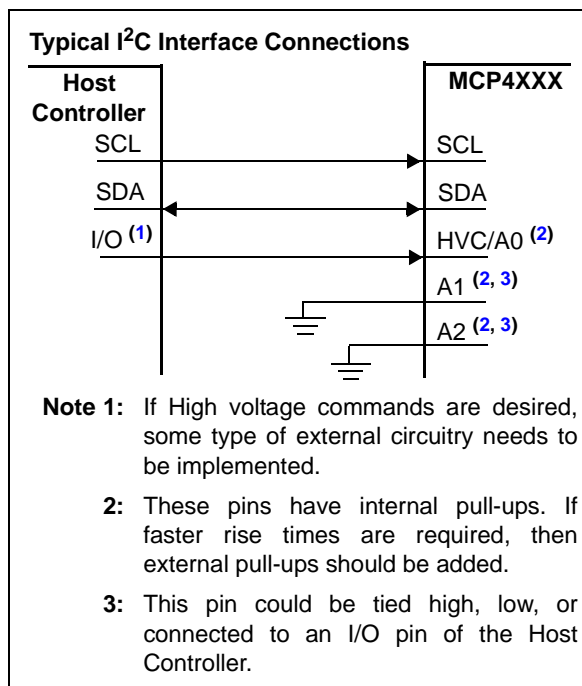 Typical I2C Interface Connections
Host
Controller
MCP4XXX
SCL
SCL
SDA
SDA
I/O (1)
HVC/A0 (2)
A1 (2, 3)
A2 (2, 3)
Note 1: If High voltage commands are desired,
some type of external circuitry needs to
be implemented.
2: These pins have internal pull-ups. If
faster rise times are required, then
external pull-ups should be added.
3: This pin could be tied high, low, or
connected to an I/O pin of the Host
Controller.